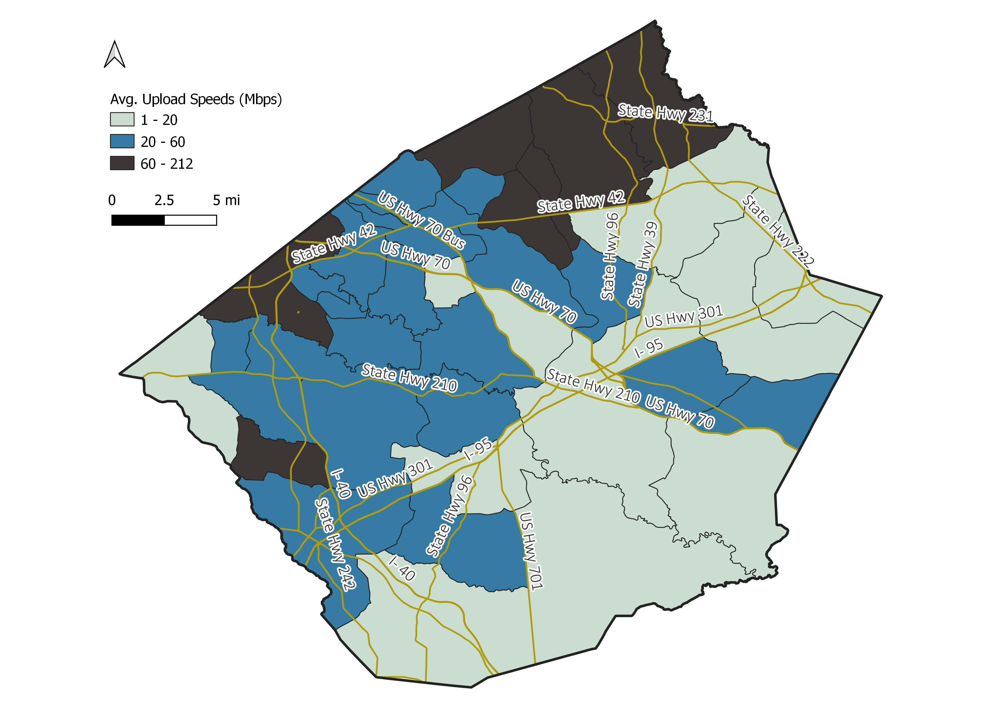 Avg. Upload Speeds (Mbps)
1 - 20
20 - 60
60 - 212
0 2.5 5 mi
State Hwy 231
State Hwy 42
US Hwy 70 Bus
State Hwy 222
State Hwy 96
State Hwy 39
State Hwy 42
US Hwy 70
US Hwy 70
US Hwy 301
I- 95
State Hwy 210
State Hwy 210
US Hwy 70
I- 95
US Hwy 301
I- 40
State Hwy 96
State Hwy 242
US Hwy 701
I- 40